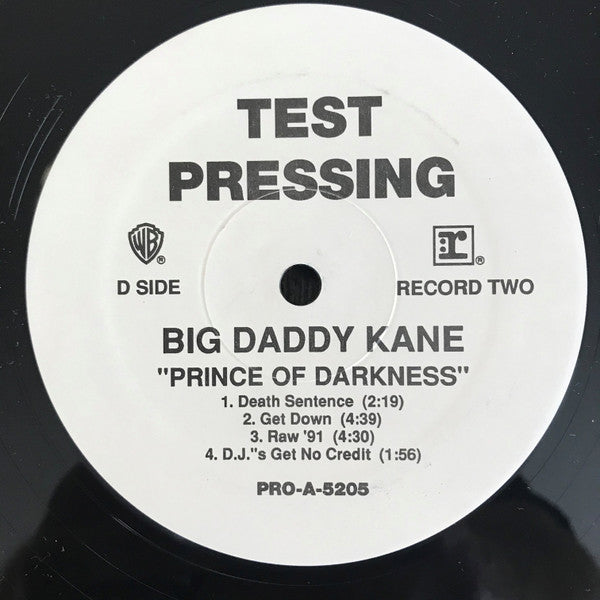 TEST
PRESSING
WB ®
r ®
D SIDE
RECORD TWO
BIG DADDY KANE
"PRINCE OF DARKNESS"
1. Death Sentence (2:19)
2. Get Down (4:39)
3. Raw '91 (4:30)
4. D.J."s Get No Credit (1:56)
PRO-A-5205